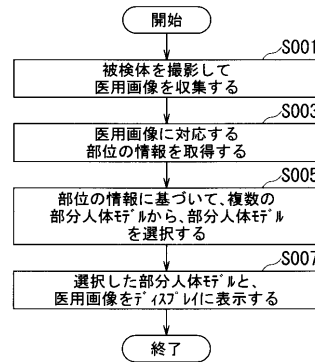 開始
S001
被検体を撮影して
医用画像を収集する
S003
医用画像に対応する
部位の情報を取得する
S005
部位の情報に基づいて、複数の
部分人体モデルから、部分人体モデル
を選択する
S007
選択した部分人体モデルと、
医用画像をディスプレイに表示する
終了